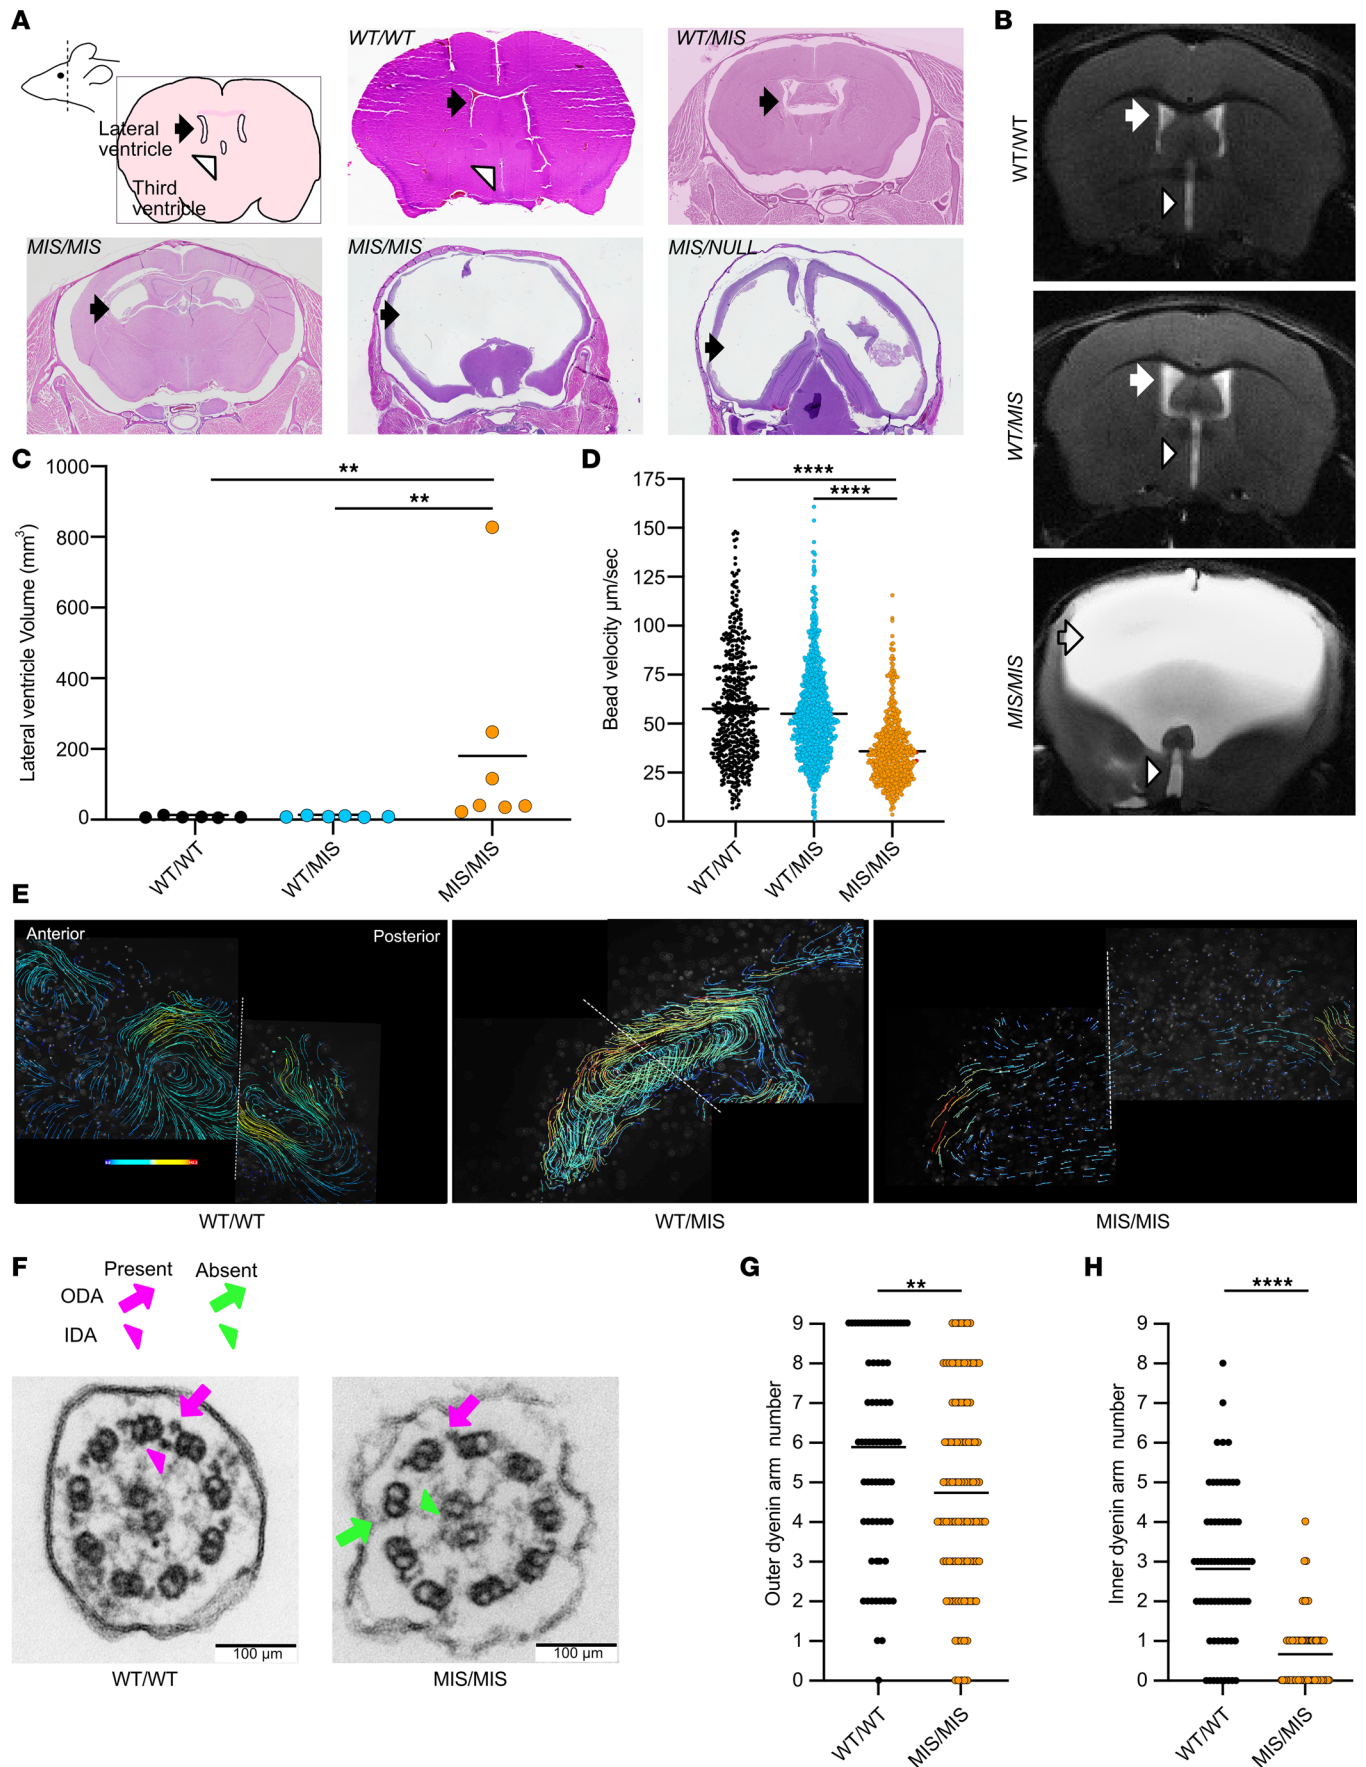 A
Lateral
ventricle
Third
ventricle
WT/WT
WT/MIS
MIS/MIS
MIS/MIS
MIS/NULL
B
WT/WT
WT/MIS
MIS/MIS
C
Lateral ventricle Volume (mm³)
1000
800
600
400
200
0
**
**
WT/WT
WT/MIS
MIS/MIS
D
Bead velocity µm/sec
175
150
125
100
75
50
25
0
****
****
WT/WT
WT/MIS
MIS/MIS
E
Anterior
Posterior
WT/WT
WT/MIS
MIS/MIS
F
Present Absent
ODA
IDA
100 µm
100 µm
WT/WT
MIS/MIS
G
**
Outer dyenin arm number
9
8
7
6
5
4
3
2
1
0
WT/WT
MIS/MIS
H
****
Inner dyenin arm number
9
8
7
6
5
4
3
2
1
0
WT/WT
MIS/MIS